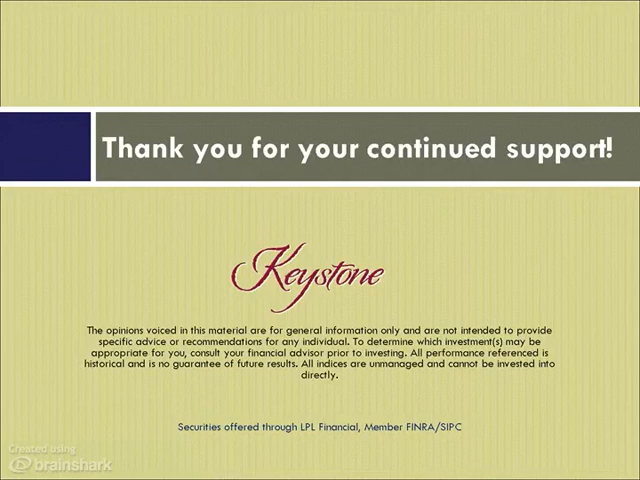 Thank you for your continued support!
Keystone
The opinions voiced in this material are for general information only and are not intended to provide
specific advice or recommendations for any individual. To determine which investment(s) may be
appropriate for you, consult your financial advisor prior to investing. All performance referenced is
historical and is no guarantee of future results. All indices are unmanaged and cannot be invested into
directly.
Securities offered through LPL Financial, Member FINRA/SIPC
Created using
brainshark